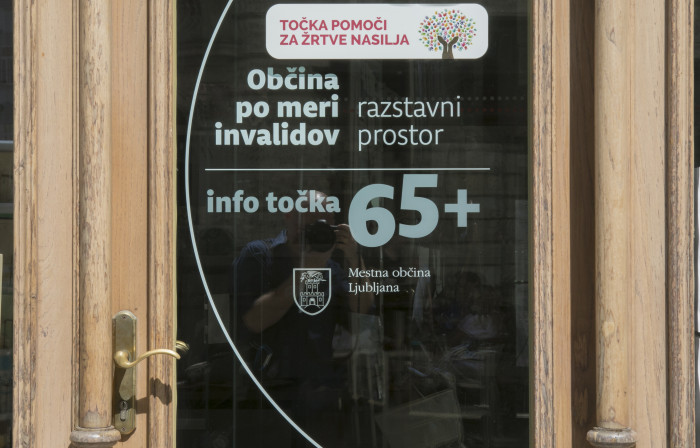 TOČKA POMOČI
ZA ŽRTVE NASILJA
Občina
po meri
invalidov
razstavni
prostor
info točka
65+
Mestna občina
Ljubljana